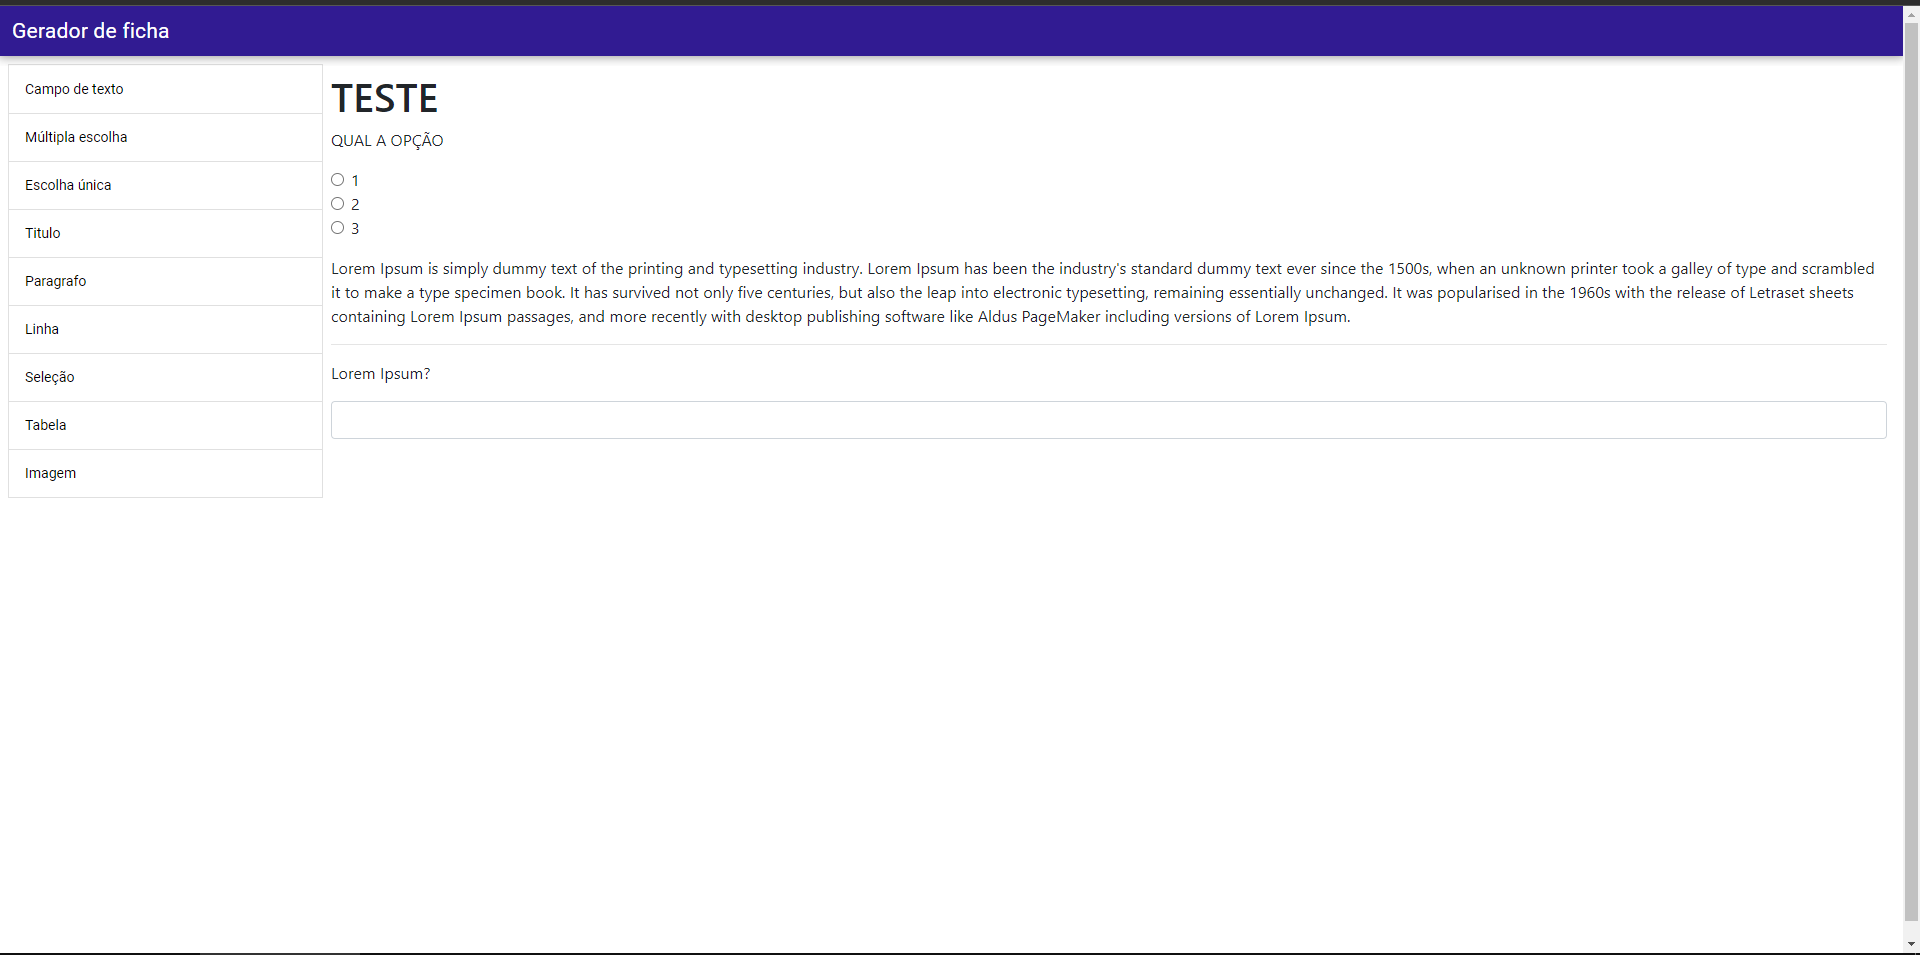 Gerador de ficha
Campo de texto
Múltipla escolha
Escolha única
Titulo
Paragrafo
Linha
Seleção
Tabela
Imagem
TESTE
QUAL A OPÇÃO
1
2
3
Lorem Ipsum is simply dummy text of the printing and typesetting industry. Lorem Ipsum has been the industry's standard dummy text ever since the 1500s, when an unknown printer took a galley of type and scrambled
it to make a type specimen book. It has survived not only five centuries, but also the leap into electronic typesetting, remaining essentially unchanged. It was popularised in the 1960s with the release of Letraset sheets
containing Lorem Ipsum passages, and more recently with desktop publishing software like Aldus PageMaker including versions of Lorem Ipsum.
Lorem Ipsum?